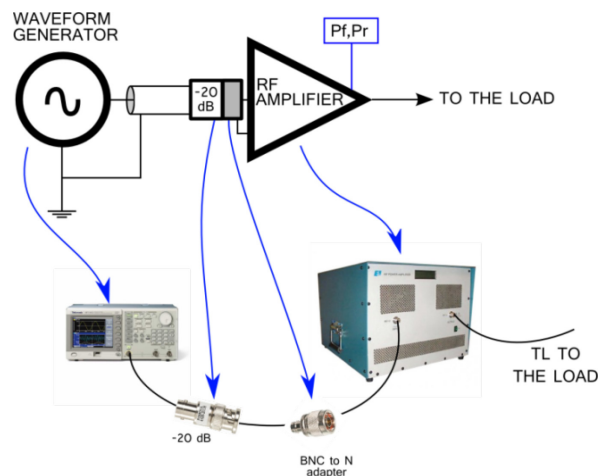 WAVEFORM
GENERATOR
Pf,Pr
-20
dB
RF
AMPLIFIER
TO THE LOAD
TL TO
THE LOAD
-20 dB
BNC to N
adapter